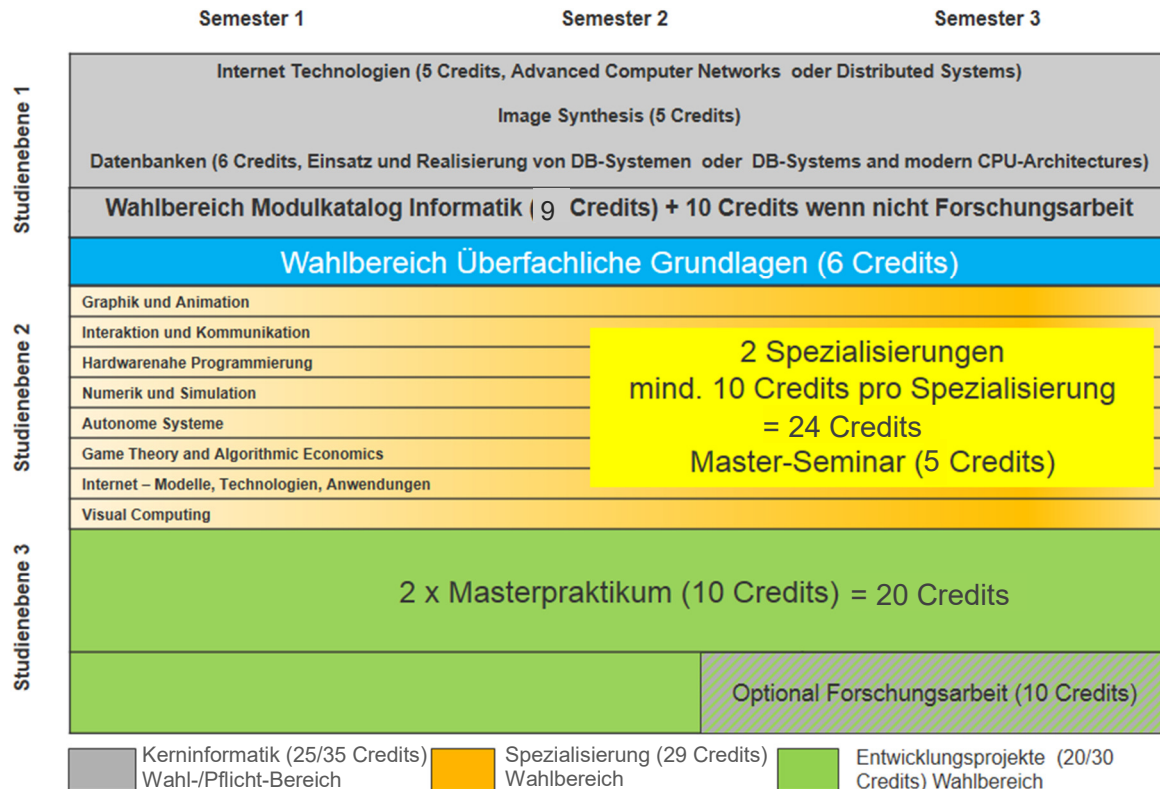 Semester 1
Semester 2
Semester 3
Studienebene 1
Internet Technologien (5 Credits, Advanced Computer Networks oder Distributed Systems)
Image Synthesis (5 Credits)
Datenbanken (6 Credits, Einsatz und Realisierung von DB-Systemen oder DB-Systems and modern CPU-Architectures)
Wahlbereich Modulkatalog Informatik ( 9 Credits) + 10 Credits wenn nicht Forschungsarbeit
Wahlbereich Überfachliche Grundlagen (6 Credits)
Studienebene 2
Graphik und Animation
Interaktion und Kommunikation
Hardwarenahe Programmierung
Numerik und Simulation
Autonome Systeme
Game Theory and Algorithmic Economics
Internet – Modelle, Technologien, Anwendungen
Visual Computing
2 Spezialisierungen
mind. 10 Credits pro Spezialisierung
= 24 Credits
Master-Seminar (5 Credits)
Studienebene 3
2 x Masterpraktikum (10 Credits) = 20 Credits
Optional Forschungsarbeit (10 Credits)
Kerninformatik (25/35 Credits)
Wahl-/Pflicht-Bereich
Spezialisierung (29 Credits)
Wahlbereich
Entwicklungsprojekte (20/30
Credits) Wahlbereich